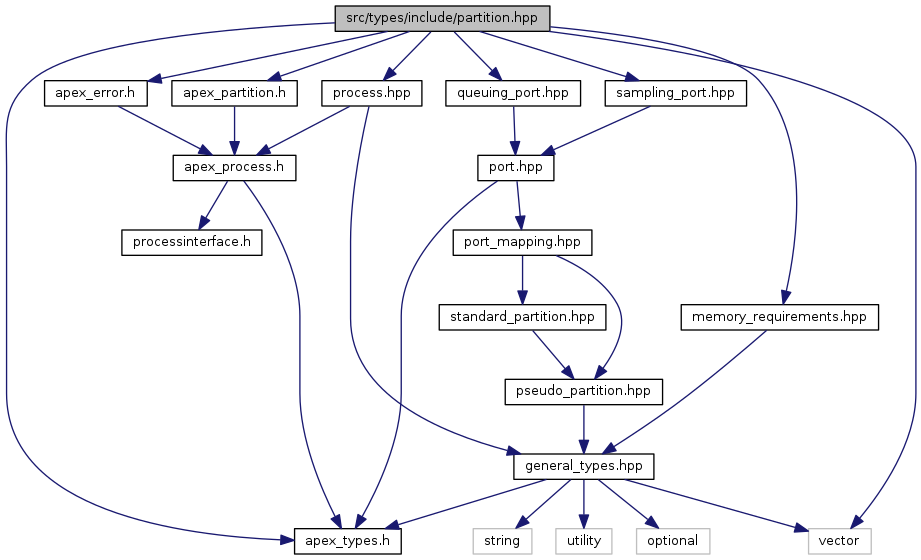 src/types/include/partition.hpp
apex_error.h
apex_partition.h
process.hpp
queuing_port.hpp
sampling_port.hpp
apex_process.h
port.hpp
processinterface.h
port_mapping.hpp
standard_partition.hpp
memory_requirements.hpp
pseudo_partition.hpp
general_types.hpp
apex_types.h
string
utility
optional
vector